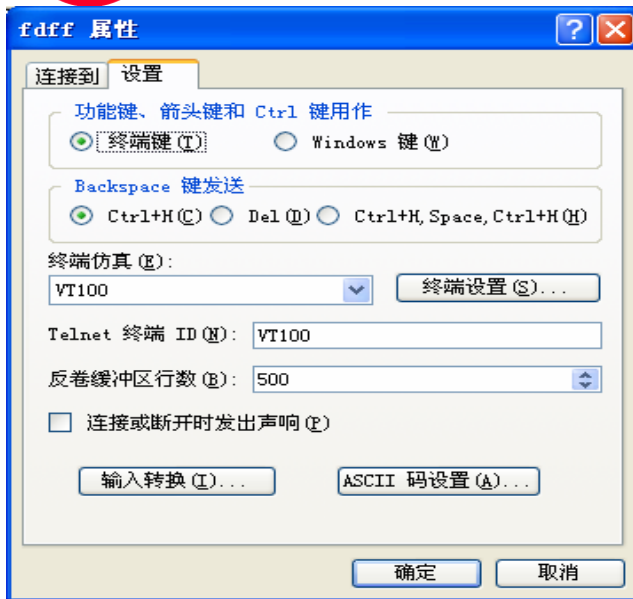 fdff 属性
连接到 设置
功能键、箭头键和 Ctrl 键用作
终端键(T) Windows 键(W)
Backspace 键发送
Ctrl+H(C) Del(D) Ctrl+H, Space, Ctrl+H(H)
终端仿真(E):
VT100 终端设置(S)...
Telnet 终端 ID(N): VT100
反卷缓冲区行数(B): 500
连接或断开时发出声响(P)
输入转换(I)... ASCII 码设置(A)...
确定 取消